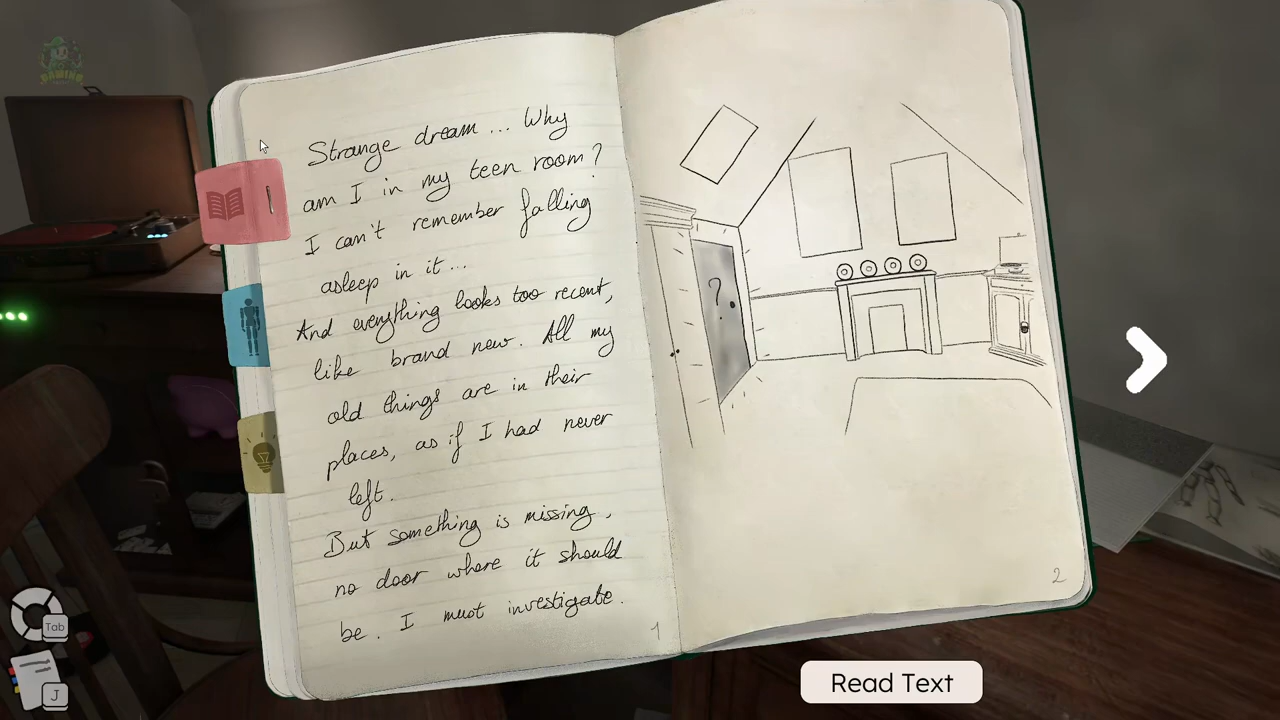 Strange dream... Why
am I in my teen room?
I can't remember falling
asleep in it...
And everything looks too recent,
like brand new. All my
old things are in their
places, as if I had never
left.
But something is missing,
no door where it should
be. I must investigate.
1
?
2
Tab
J
Read Text